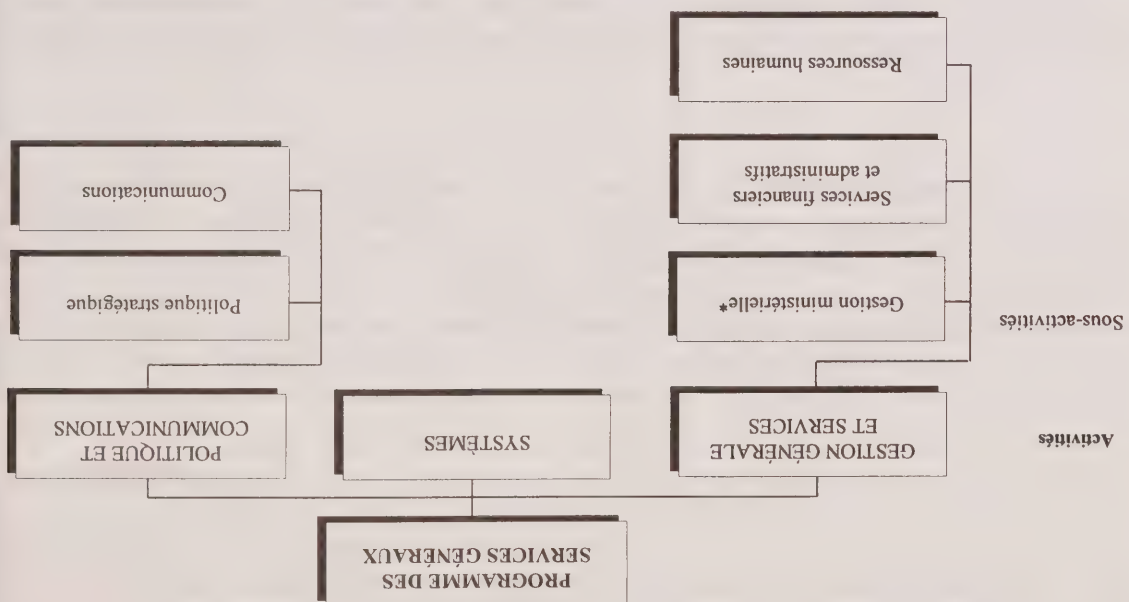 PROGRAMME DES
SERVICES GÉNÉRAUX
Activités
GESTION GÉNÉRALE
ET SERVICES
SYSTÈMES
POLITIQUE ET
COMMUNICATIONS
Sous-activitiés
Gestion ministérielle*
Politique stratégique
Services financiers
et administratifs
Communications
Ressources humaines